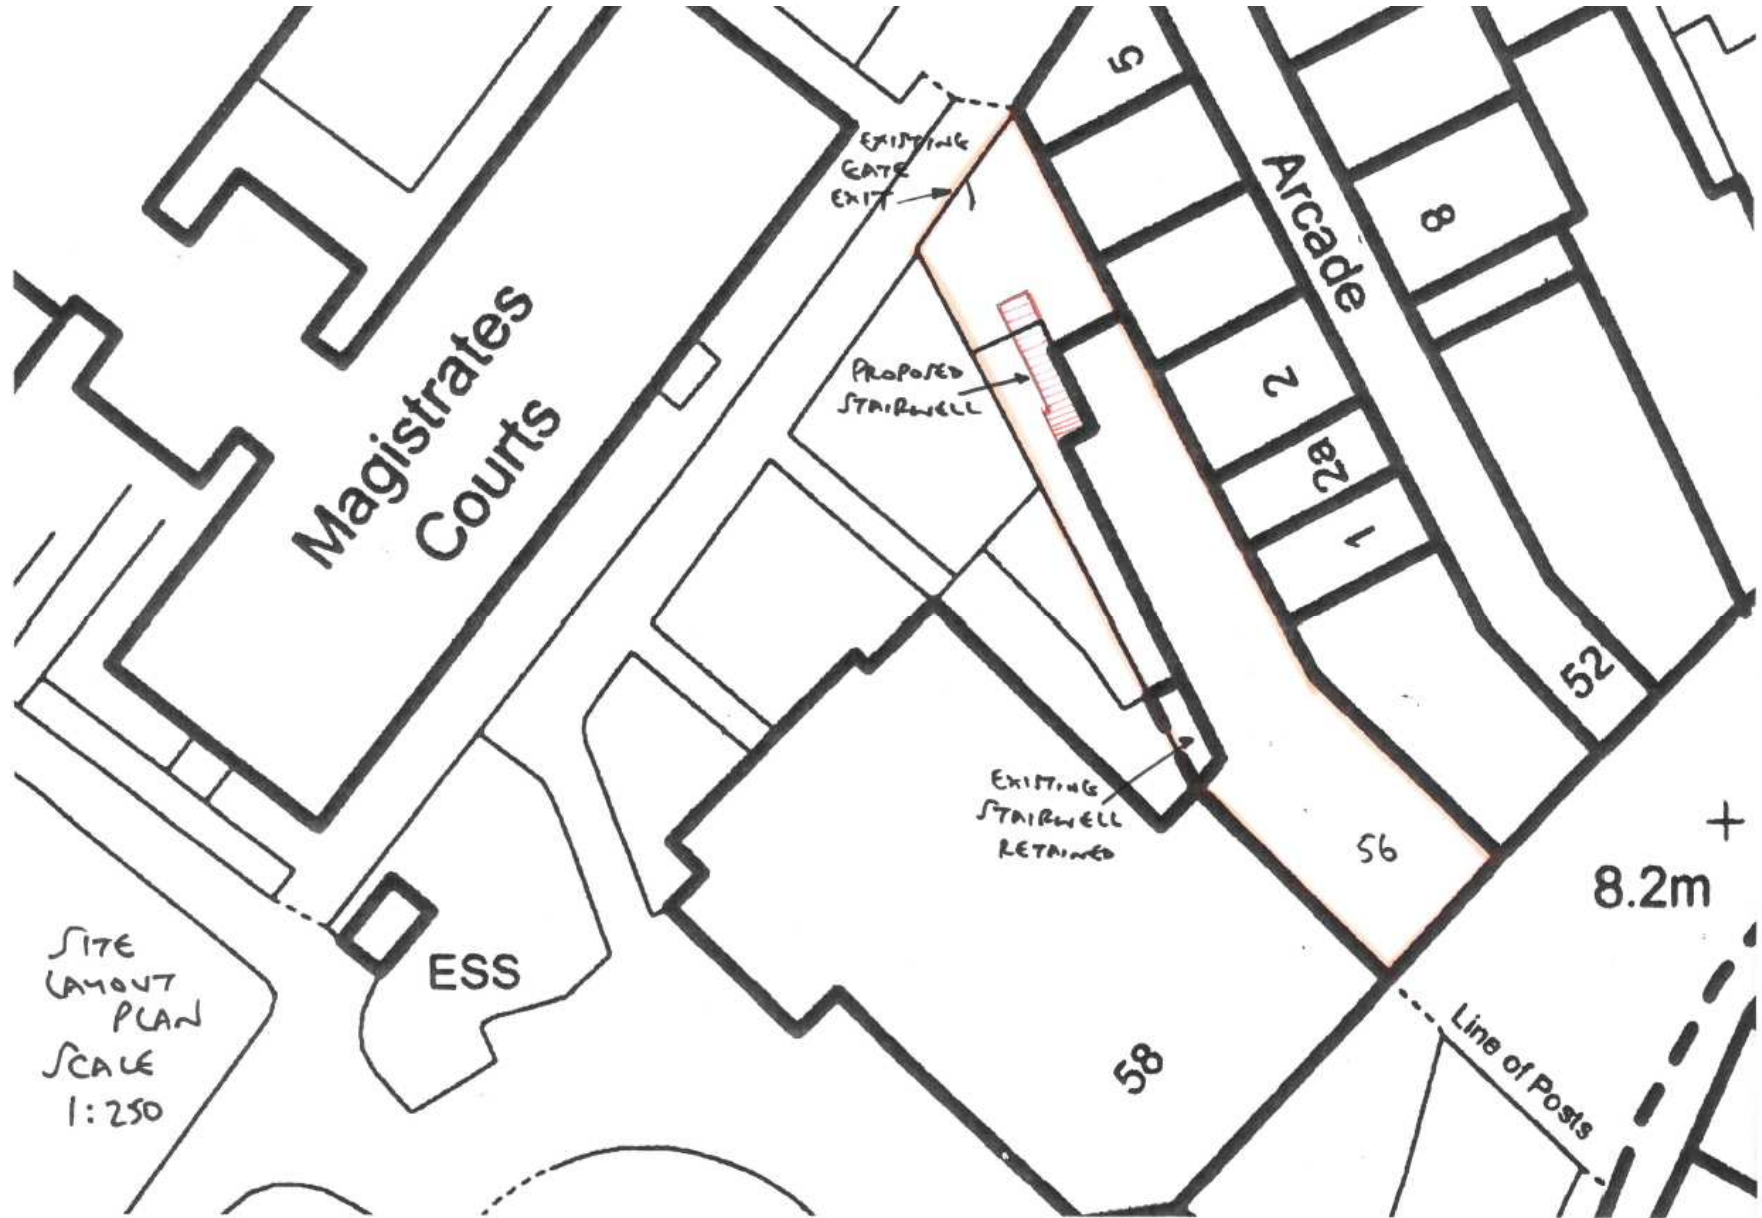 5
EXISTING
GATE
EXIT
Arcade
8
Magistrates
Courts
PROPOSED
STAIRWELL
2
2a
1
52
EXISTING
STAIRWELL
RETAINED
56
8.2m
SITE
LAYOUT
PLAN
SCALE
1:250
ESS
58
Line of Posts